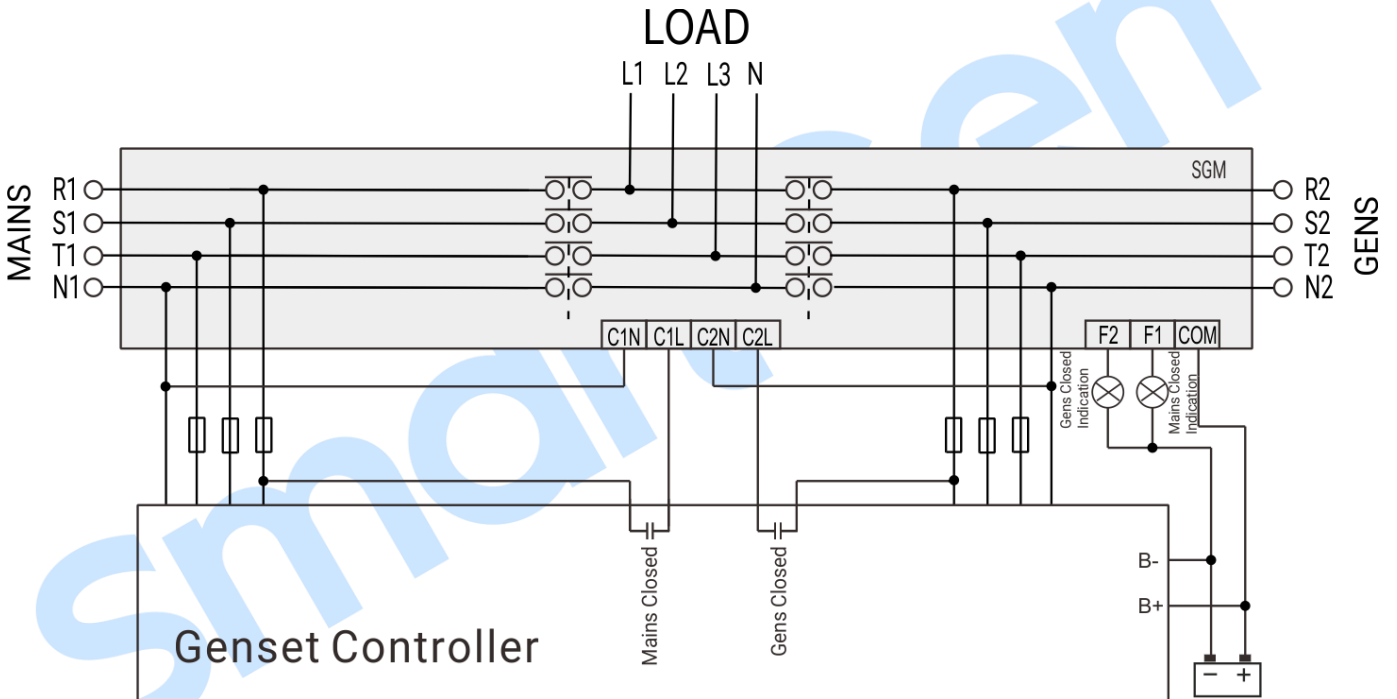 LOAD
L1 L2 L3 N
SGM
MAINS
R1
S1
T1
N1
R2
S2
T2
N2
GENS
C1N C1L C2N C2L
F2 F1 COM
Gens Closed
Indication
Mains Closed
Indication
Mains Closed
Gens Closed
B-
B+
Genset Controller
- +
smartgen